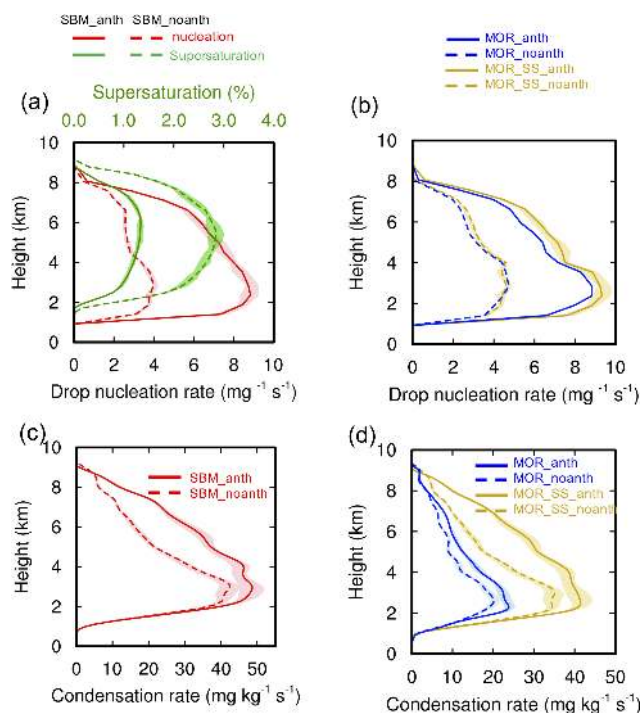 SBM_anth SBM_noanth
nucleation
Supersaturation
MOR_anth
MOR_noanth
MOR_SS_anth
MOR_SS_noanth
(a)
Supersaturation (%)
0.0 1.0 2.0 3.0 4.0
10
8
6
4
2
0
Height (km)
0 2 4 6 8 10
Drop nucleation rate (mg⁻¹ s⁻¹)
(b)
10
8
6
4
2
0
Height (km)
0 2 4 6 8 10
Drop nucleation rate (mg⁻¹ s⁻¹)
(c)
SBM_anth
SBM_noanth
10
8
6
4
2
0
Height (km)
0 10 20 30 40 50
Condensation rate (mg kg⁻¹ s⁻¹)
(d)
MOR_anth
MOR_noanth
MOR_SS_anth
MOR_SS_noanth
10
8
6
4
2
0
Height (km)
0 10 20 30 40 50
Condensation rate (mg kg⁻¹ s⁻¹)